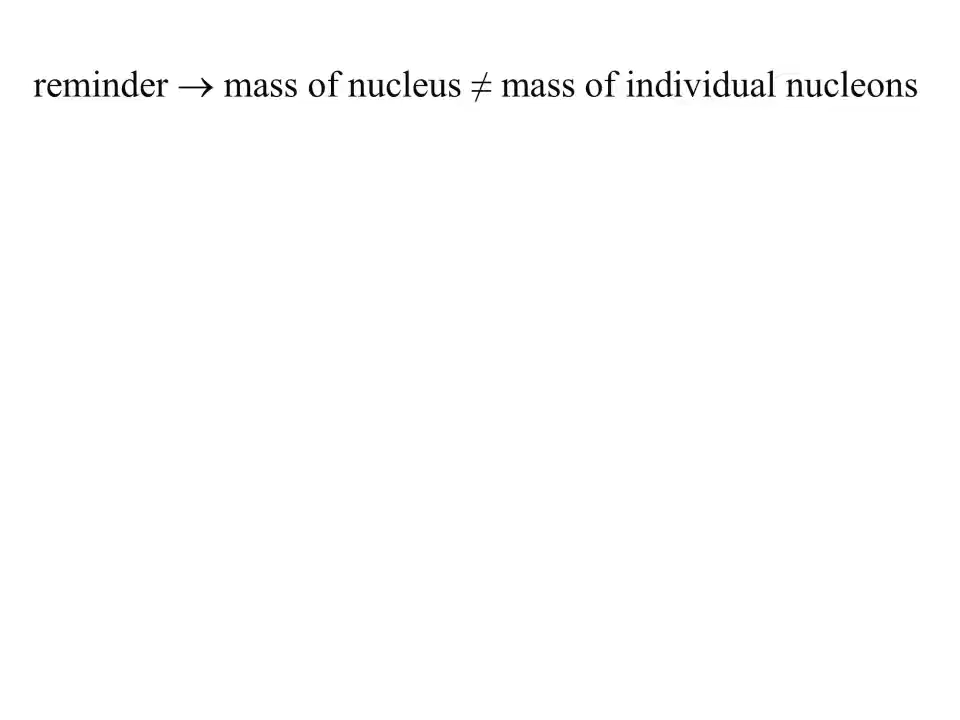 reminder → mass of nucleus ≠ mass of individual nucleons